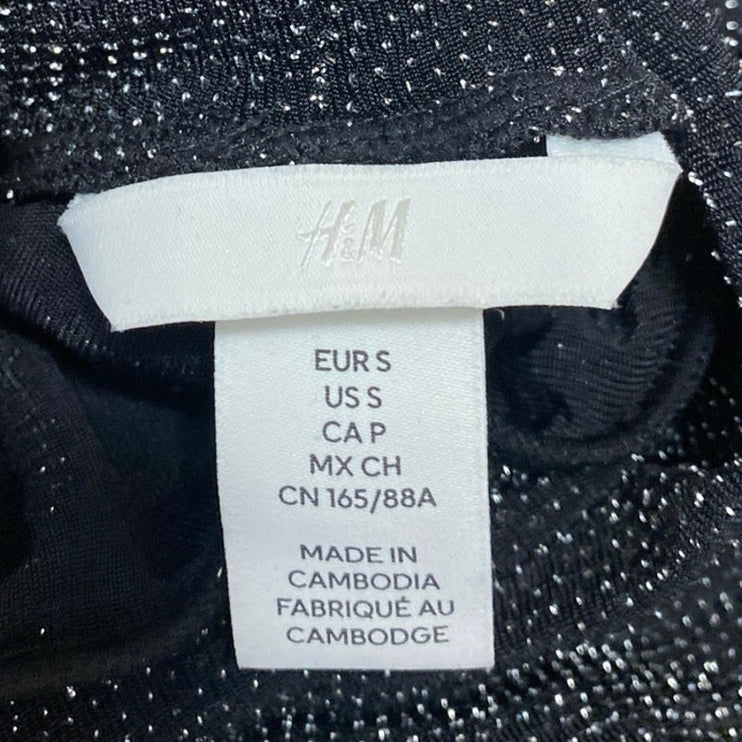 H&M
EUR S
US S
CA P
MX CH
CN 165/88A
MADE IN
CAMBODIA
FABRIQUÉ AU
CAMBODGE